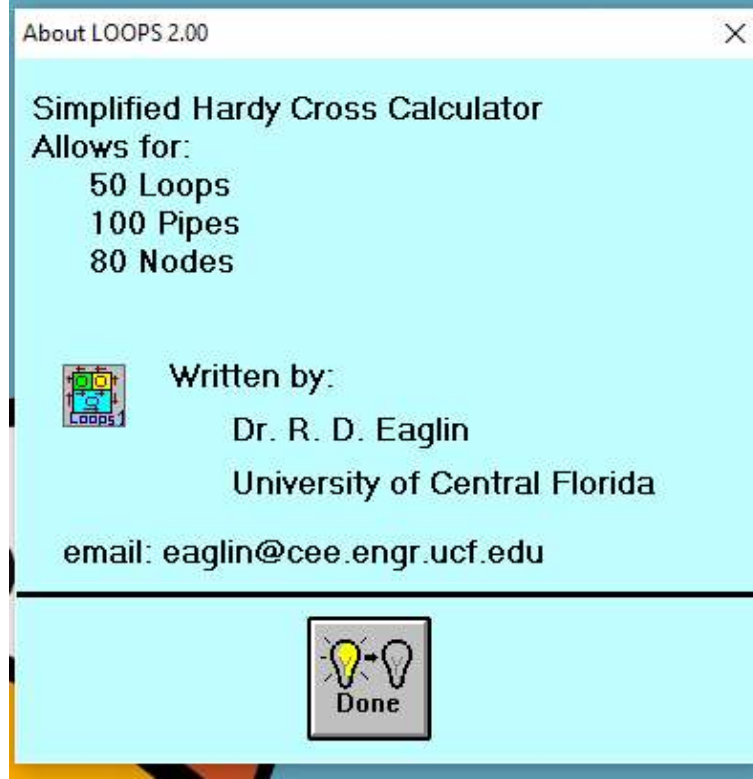 About LOOPS 2.00
Simplified Hardy Cross Calculator
Allows for:
50 Loops
100 Pipes
80 Nodes
Written by:
Loops1
Dr. R. D. Eaglin
University of Central Florida
email: eaglin@cee.engr.ucf.edu
Done